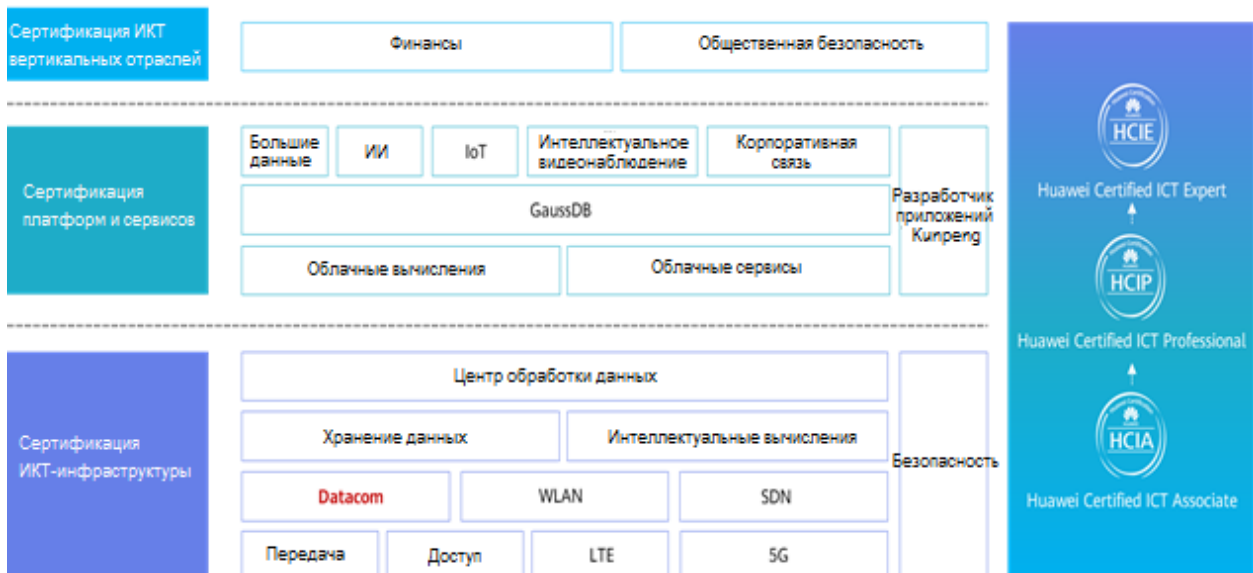 Сертификация ИКТ
вертикальных отраслей
Финансы
Общественная безопасность
Сертификация
платформ и сервисов
Большие
данные
ИИ
IoT
Интеллектуальное
видеонаблюдение
Корпоративная
связь
GaussDB
Облачные вычисления
Облачные сервисы
Разработчик
приложений
Kunpeng
Сертификация
ИКТ-инфраструктуры
Центр обработки данных
Хранение данных
Интеллектуальные вычисления
Datacom
WLAN
SDN
Передача
Доступ
LTE
5G
Безопасность
HCIE
Huawei Certified ICT Expert
HCIP
Huawei Certified ICT Professional
HCIA
Huawei Certified ICT Associate